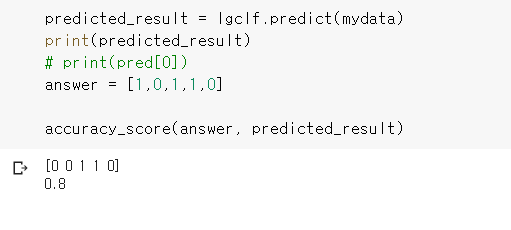 predicted_result = lgclf.predict(mydata)
print(predicted_result)
# print(pred[0])
answer = [1,0,1,1,0]
accuracy_score(answer, predicted_result)
[0 0 1 1 0]
0.8